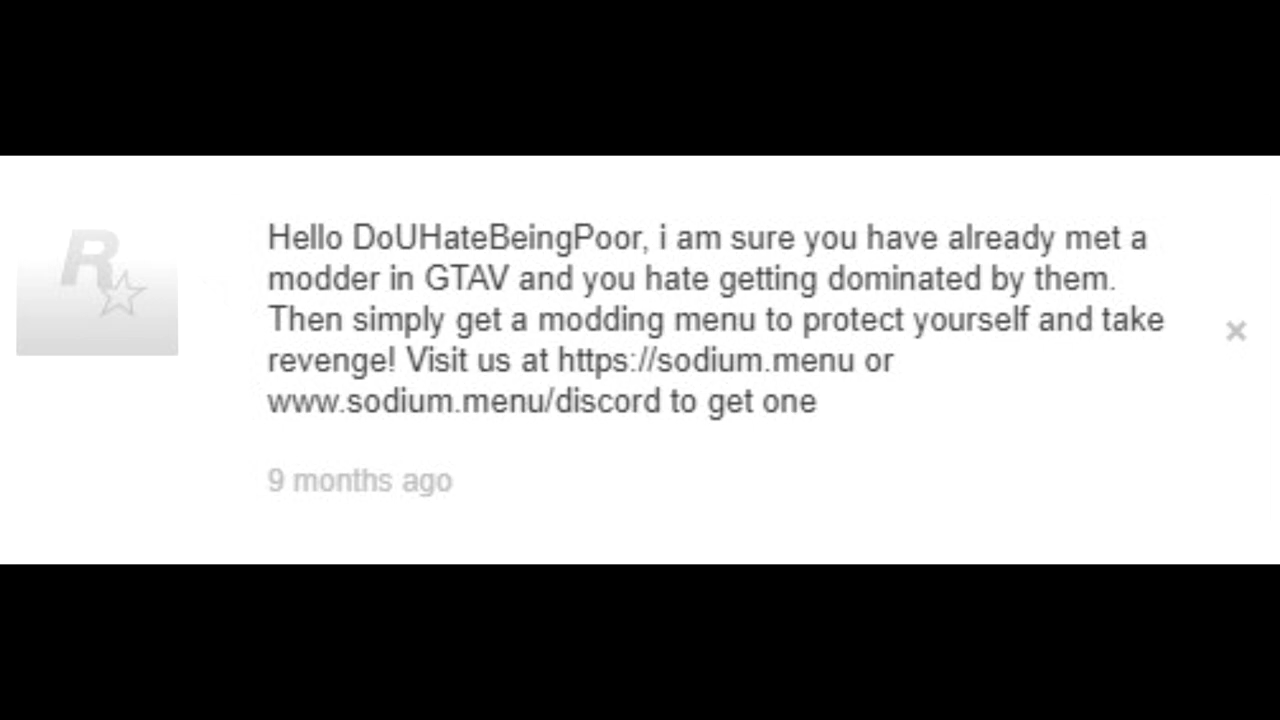 R
Hello DoUHateBeingPoor, i am sure you have already met a
modder in GTAV and you hate getting dominated by them.
Then simply get a modding menu to protect yourself and take
revenge! Visit us at https://sodium.menu or
www.sodium.menu/discord to get one
9 months ago